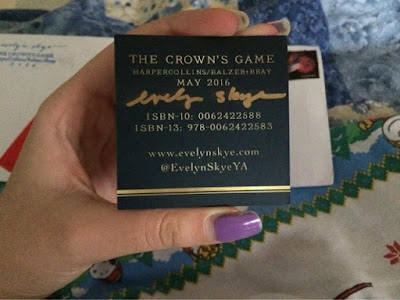 THE CROWN'S GAME
HARPERCOLLINS/BALZER+BRAY
MAY 2016
Evelyn Skye
ISBN-10: 0062422588
ISBN-13: 978-0062422583
www.evelynskye.com
@EvelynSkyeYA